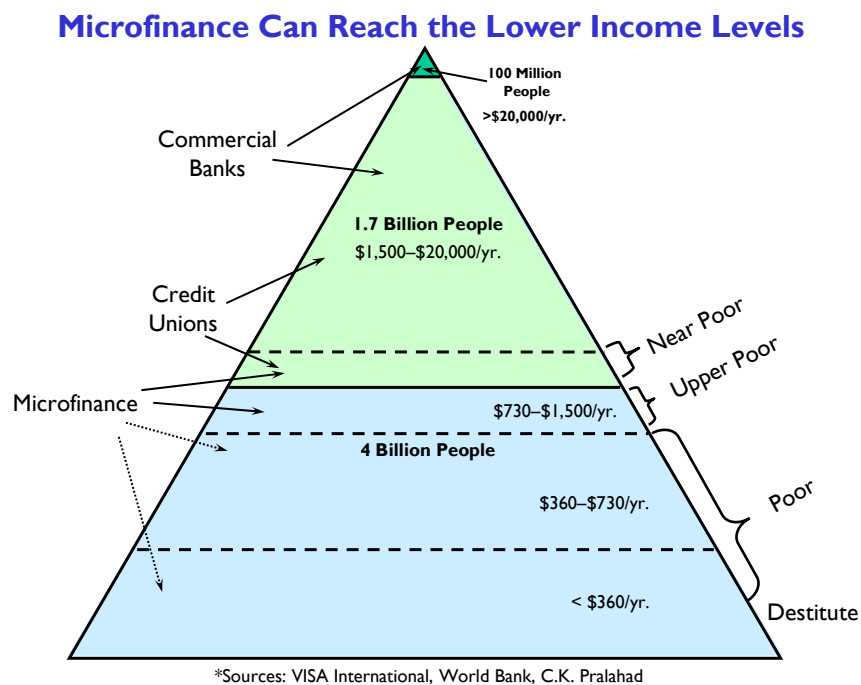 Microfinance Can Reach the Lower Income Levels
100 Million
People
>$20,000/yr.
Commercial
Banks
1.7 Billion People
$1,500–$20,000/yr.
Credit
Unions
Near Poor
Upper Poor
Microfinance
$730–$1,500/yr.
4 Billion People
$360–$730/yr.
Poor
< $360/yr.
Destitute
*Sources: VISA International, World Bank, C.K. Pralahad